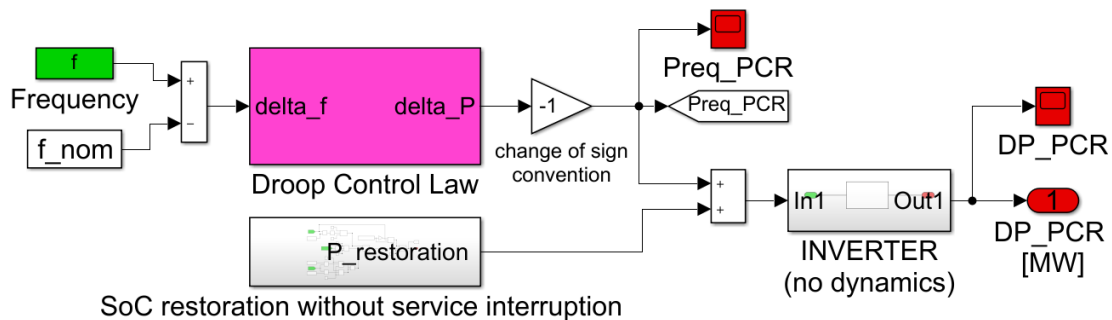 f
Frequency
f_nom
+
−
delta_f
delta_P
Droop Control Law
-1
change of sign
convention
Preq_PCR
Preq_PCR
P_restoration
SoC restoration without service interruption
+
+
In1
Out1
INVERTER
(no dynamics)
DP_PCR
1
DP_PCR
[MW]